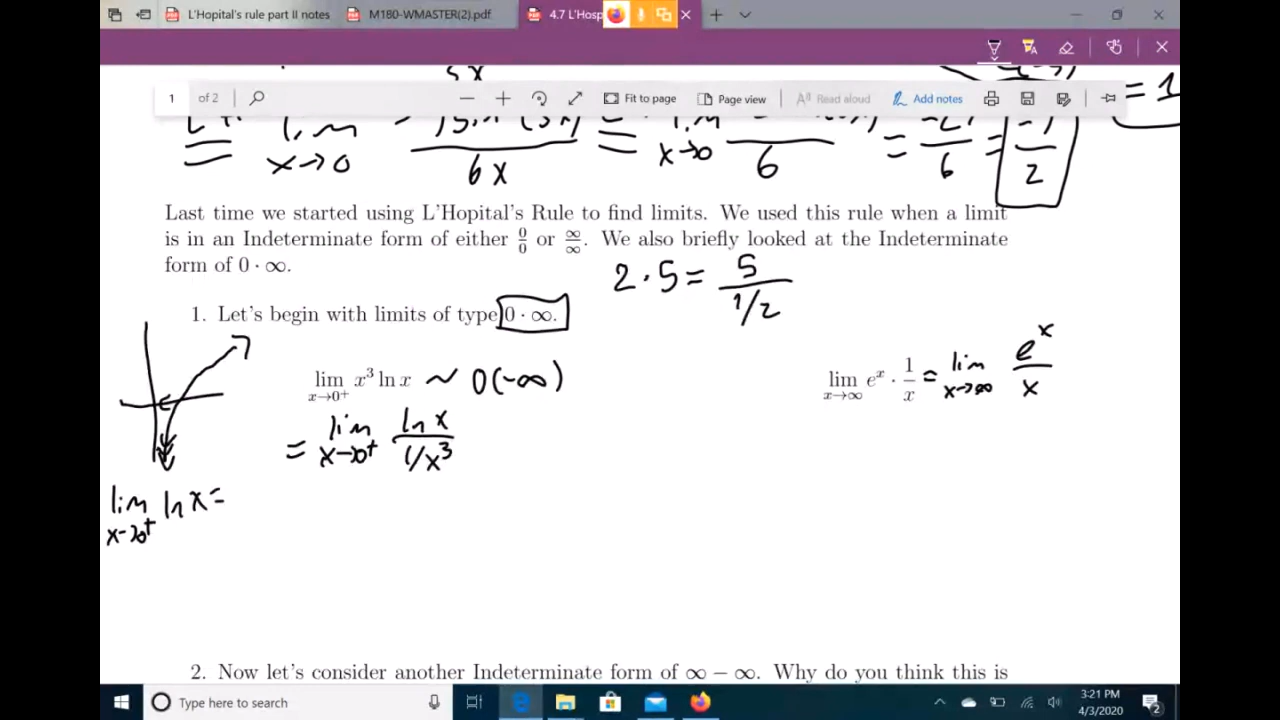 L'Hopital's rule part II notes M180-WMASTER(2).pdf 4.7 L'Hosp
1 of 2 Fit to page Page view Read aloud Add notes
= 1
lim x→0 6x = lim x→0 6 = 6 = 2
Last time we started using L'Hopital's Rule to find limits. We used this rule when a limit
is in an Indeterminate form of either 0/0 or ∞/∞. We also briefly looked at the Indeterminate
form of 0 · ∞.
2 · 5 = 5/(1/2)
1. Let's begin with limits of type 0 · ∞.
lim x→0+ x³ ln x ~ 0(-∞)
lim x→∞ e^x · 1/x = lim x→∞ e^x/x
= lim x→0+ ln x/(1/x³)
lim x→0+ ln x =
2. Now let's consider another Indeterminate form of ∞ − ∞. Why do you think this is
Type here to search
3:21 PM
4/3/2020
2